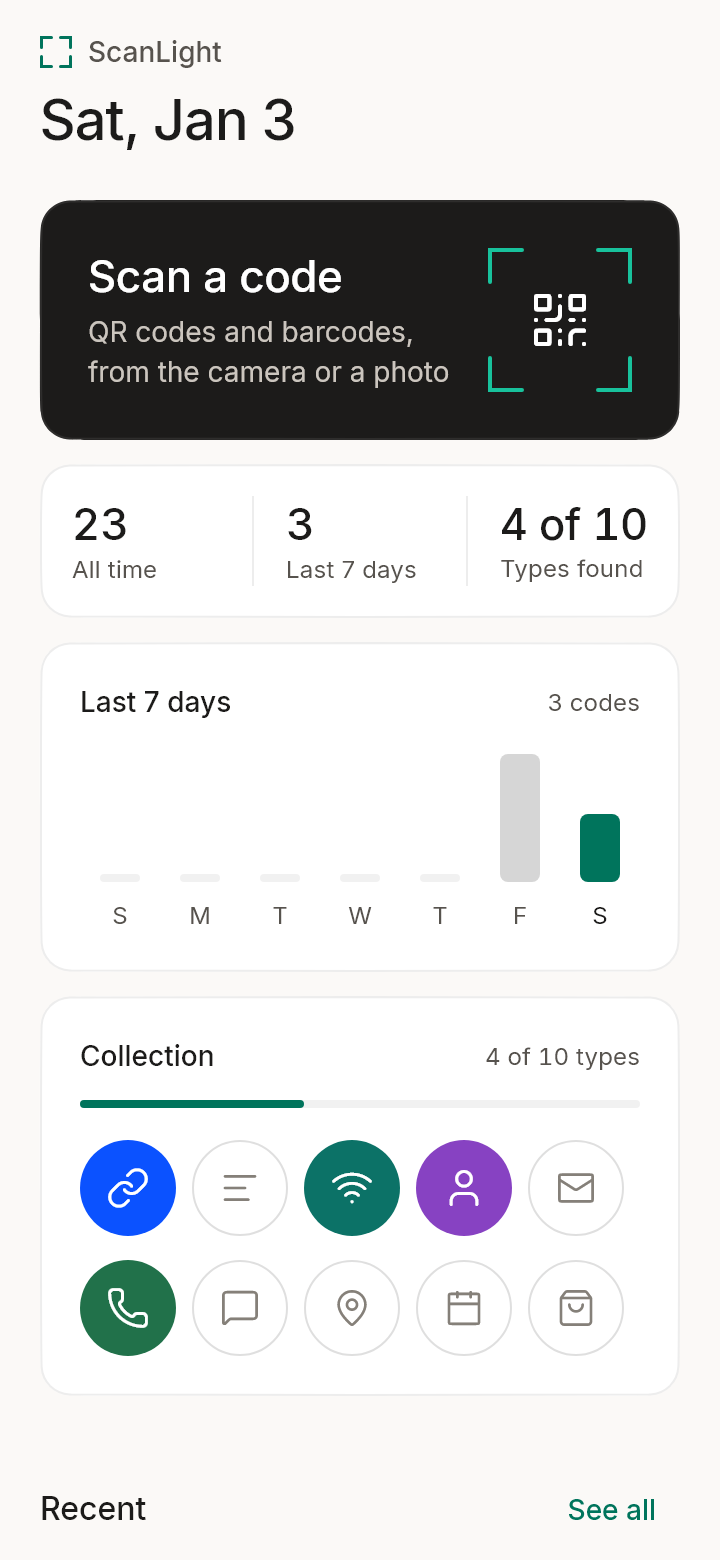 ScanLight
Sat, Jan 3
Scan a code
QR codes and barcodes,
from the camera or a photo
23
All time
3
Last 7 days
4 of 10
Types found
Last 7 days
3 codes
S M T W T F S
Collection
4 of 10 types
Recent
See all